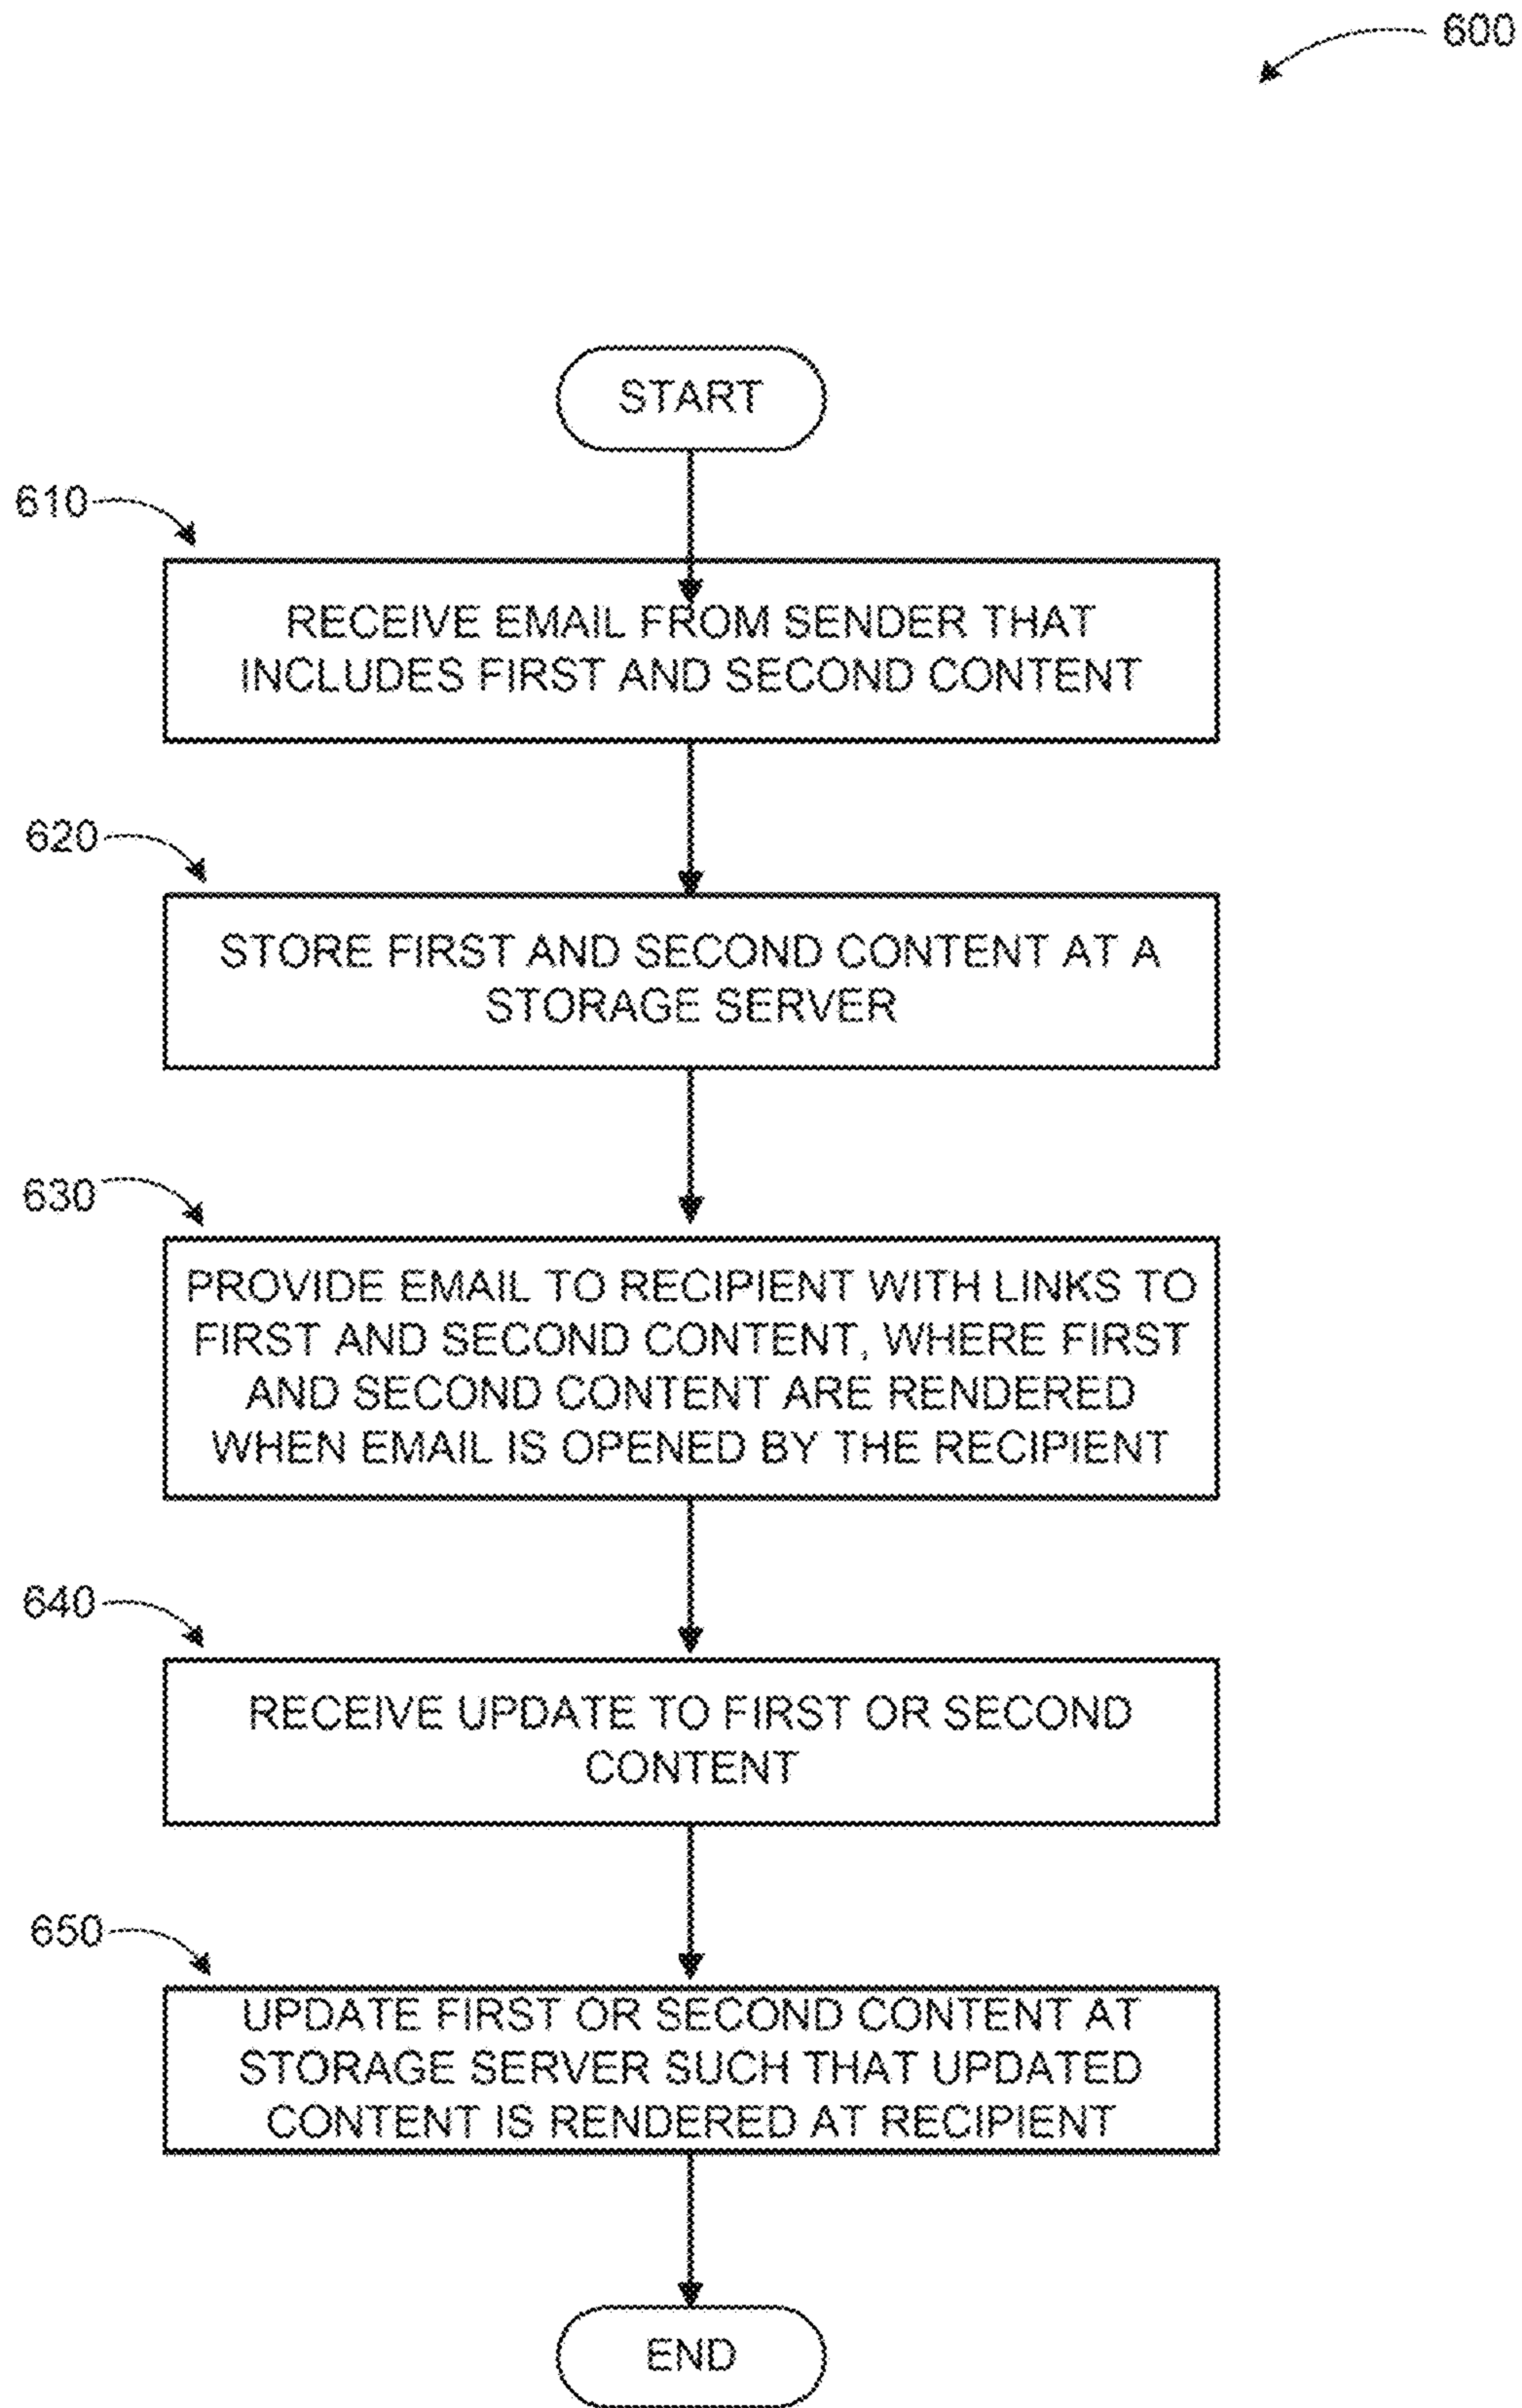 600
START
610
RECEIVE EMAIL FROM SENDER THAT
INCLUDES FIRST AND SECOND CONTENT
620
STORE FIRST AND SECOND CONTENT AT A
STORAGE SERVER
630
PROVIDE EMAIL TO RECIPIENT WITH LINKS TO
FIRST AND SECOND CONTENT, WHERE FIRST
AND SECOND CONTENT ARE RENDERED
WHEN EMAIL IS OPENED BY THE RECIPIENT
640
RECEIVE UPDATE TO FIRST OR SECOND
CONTENT
650
UPDATE FIRST OR SECOND CONTENT AT
STORAGE SERVER SUCH THAT UPDATED
CONTENT IS RENDERED AT RECIPIENT
END